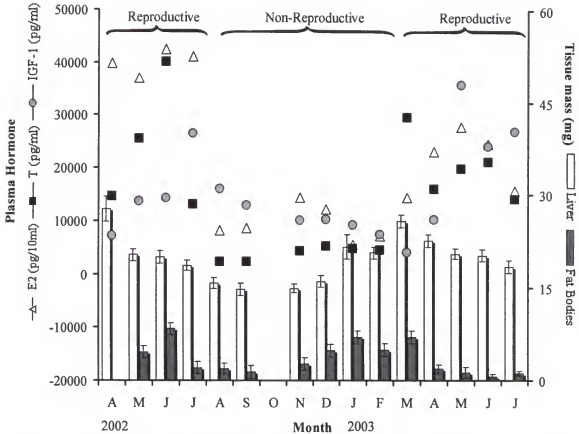 Reproductive Non-Reproductive Reproductive
50000
40000
30000
20000
10000
0
-10000
-20000
Plasma Hormone
E2 (pg/10ml) T (pg/ml) IGF-1 (pg/ml)
60
45
30
15
0
Tissue mass (mg)
Liver Fat Bodies
A M J J A S O N D J F M A M J J
2002 Month 2003